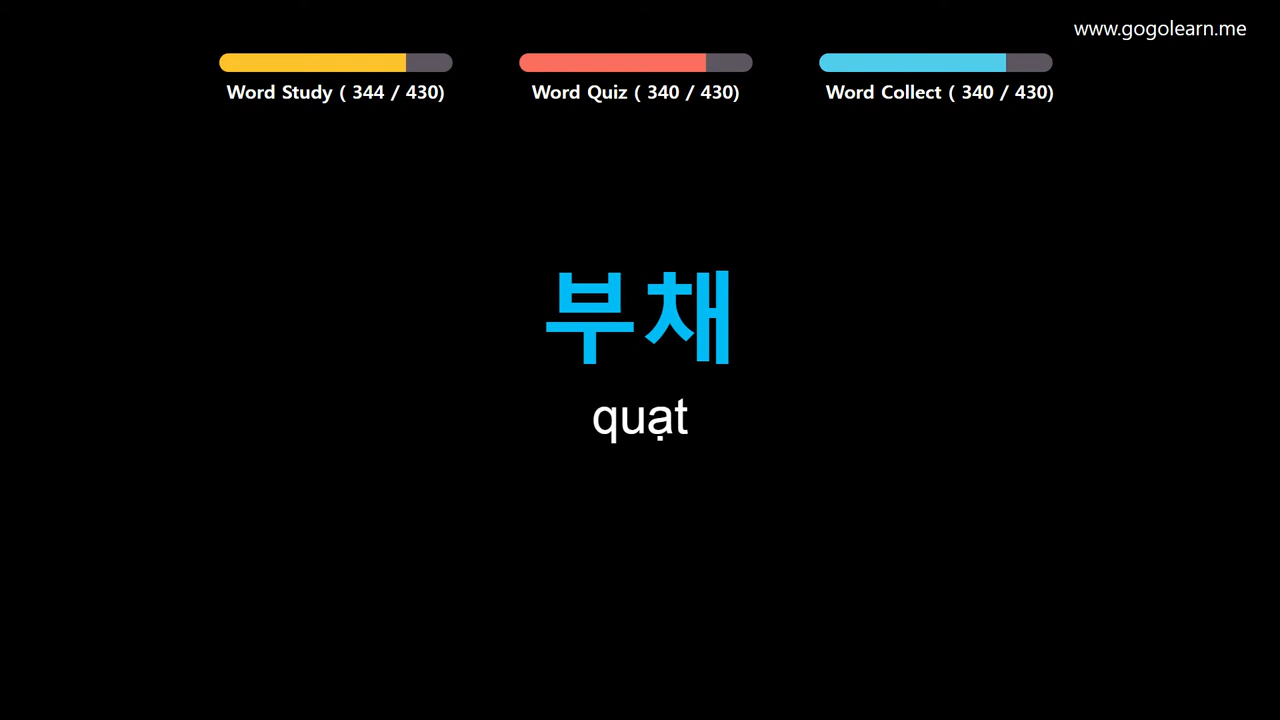 www.gogolearn.me
Word Study ( 344 / 430)
Word Quiz ( 340 / 430)
Word Collect ( 340 / 430)
부채
quạt